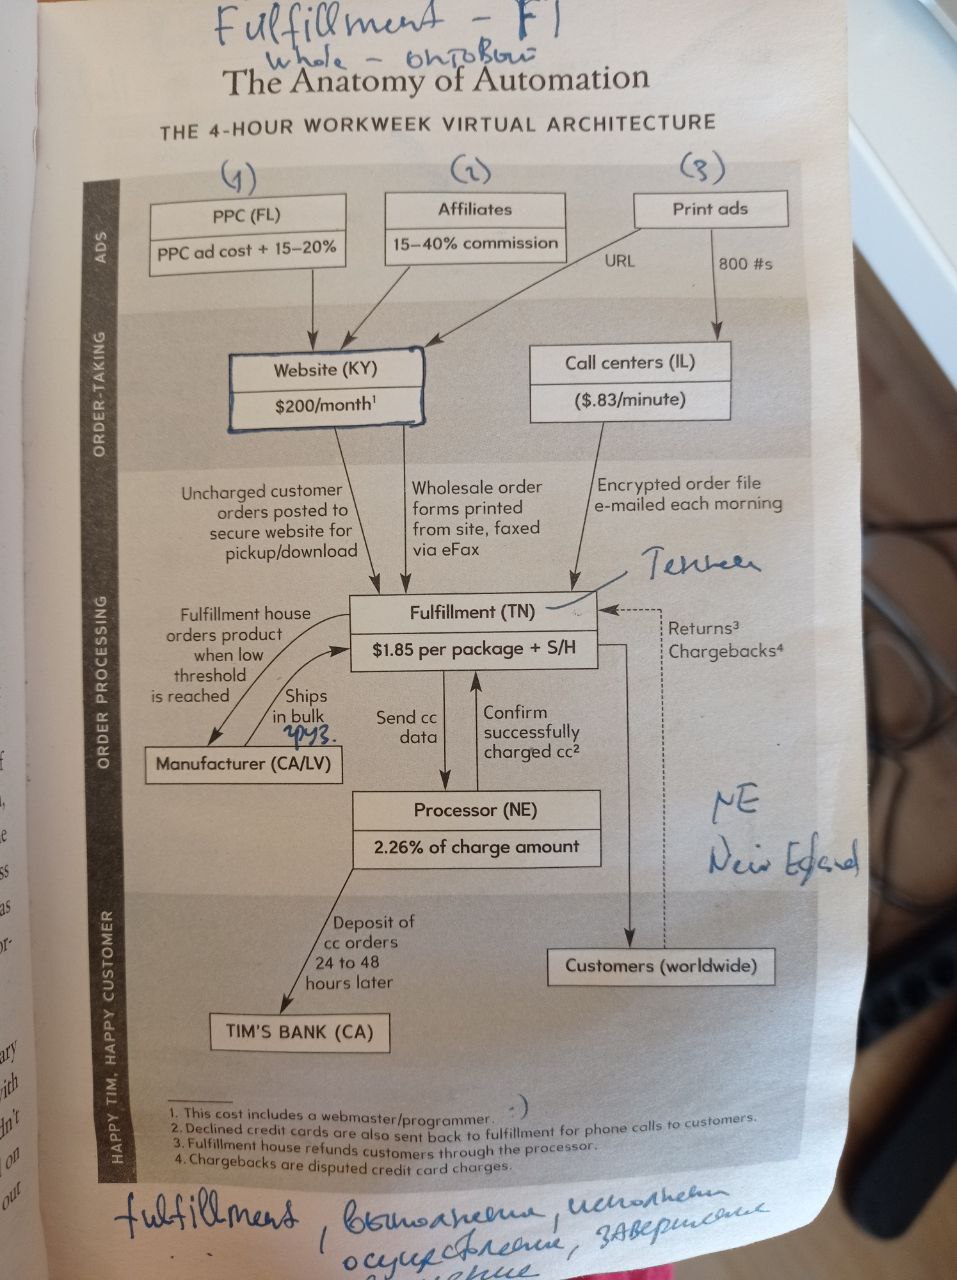 Fulfillment - FT
whole - оптовой
The Anatomy of Automation
THE 4-HOUR WORKWEEK VIRTUAL ARCHITECTURE
(1) (2) (3)
ADS
PPC (FL)
PPC ad cost + 15–20%
Affiliates
15–40% commission
Print ads
URL
800 #s
ORDER-TAKING
Website (KY)
$200/month¹
Call centers (IL)
($.83/minute)
Uncharged customer
orders posted to
secure website for
pickup/download
Wholesale order
forms printed
from site, faxed
via eFax
Encrypted order file
e-mailed each morning
ORDER PROCESSING
Fulfillment (TN)
$1.85 per package + S/H
Fulfillment house
orders product
when low
threshold
is reached
Ships
in bulk
груз.
Manufacturer (CA/LV)
Send cc
data
Confirm
successfully
charged cc²
Returns³
Chargebacks⁴
Processor (NE)
2.26% of charge amount
NE
New
HAPPY TIM, HAPPY CUSTOMER
Deposit of
cc orders
24 to 48
hours later
Customers (worldwide)
TIM'S BANK (CA)
1. This cost includes a webmaster/programmer. :)
2. Declined credit cards are also sent back to fulfillment for phone calls to customers.
3. Fulfillment house refunds customers through the processor.
4. Chargebacks are disputed credit card charges.
fulfillment, выполнение, исполнение
осуществление, завершение